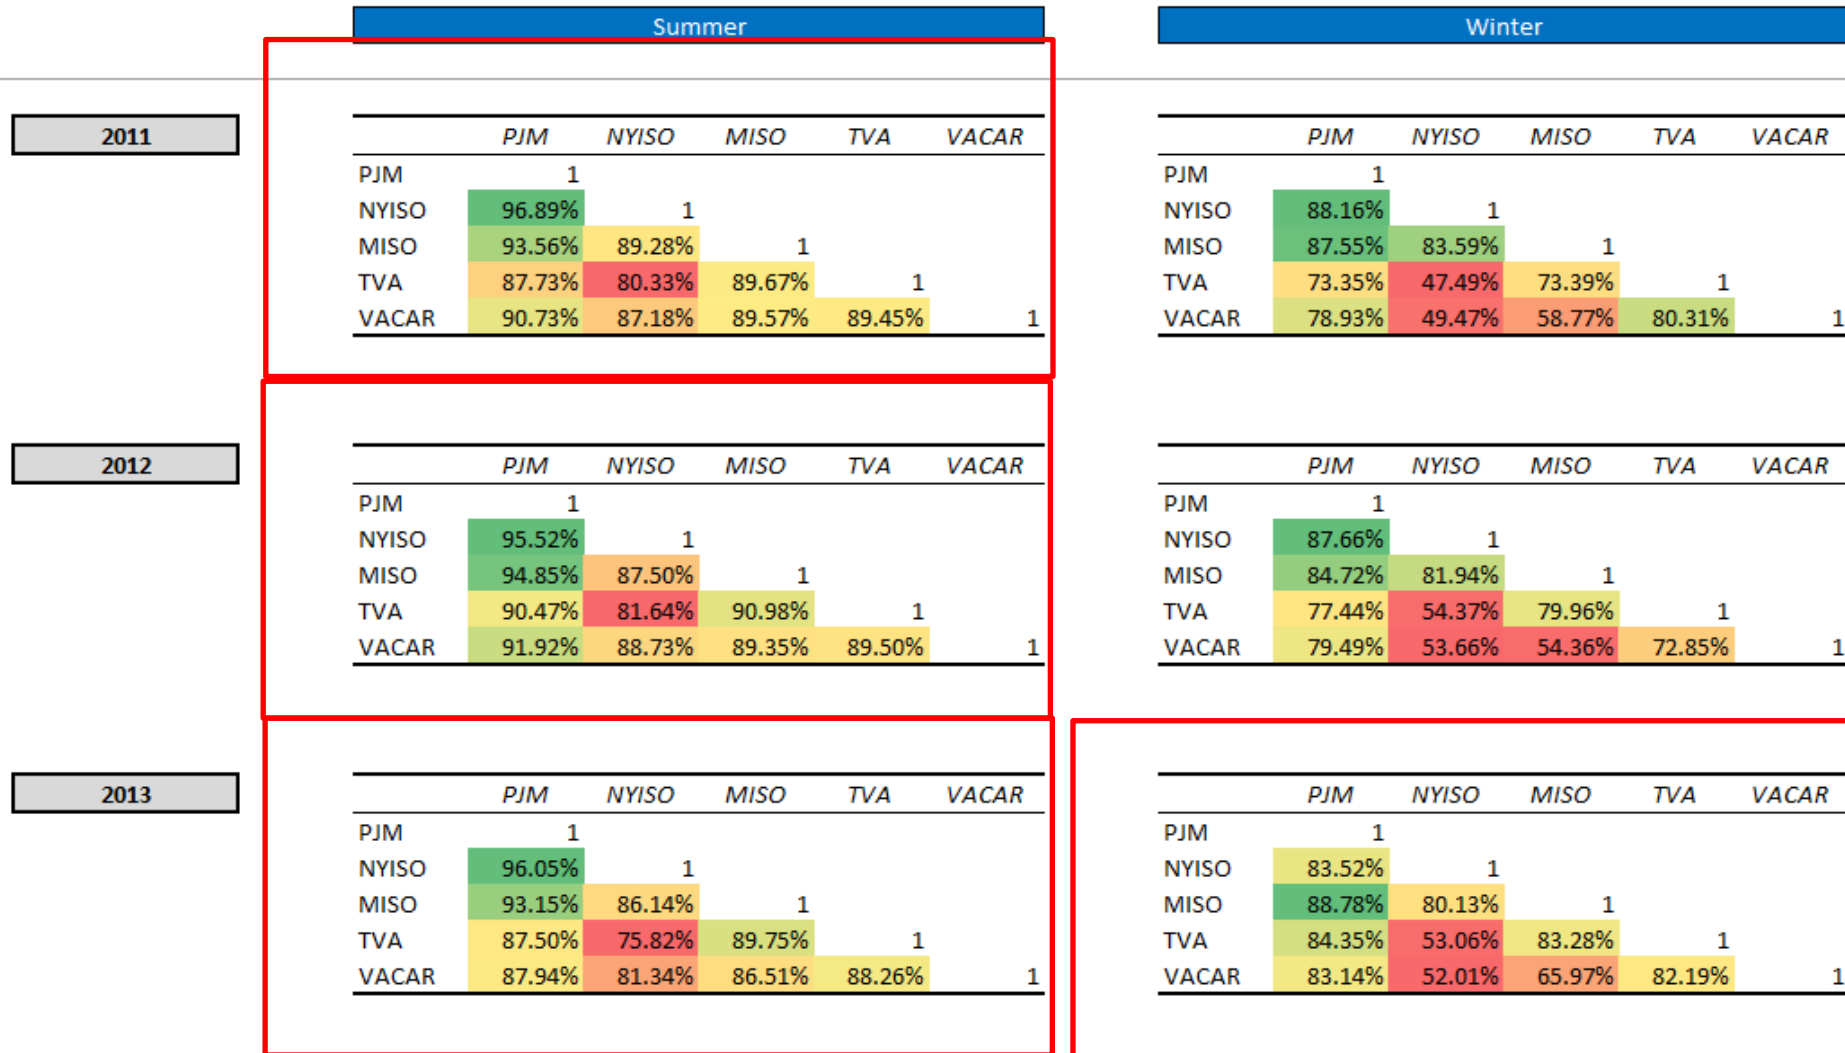 Summer Winter
2011
PJM NYISO MISO TVA VACAR
PJM 1
NYISO 96.89% 1
MISO 93.56% 89.28% 1
TVA 87.73% 80.33% 89.67% 1
VACAR 90.73% 87.18% 89.57% 89.45% 1
PJM NYISO MISO TVA VACAR
PJM 1
NYISO 88.16% 1
MISO 87.55% 83.59% 1
TVA 73.35% 47.49% 73.39% 1
VACAR 78.93% 49.47% 58.77% 80.31% 1
2012
PJM NYISO MISO TVA VACAR
PJM 1
NYISO 95.52% 1
MISO 94.85% 87.50% 1
TVA 90.47% 81.64% 90.98% 1
VACAR 91.92% 88.73% 89.35% 89.50% 1
PJM NYISO MISO TVA VACAR
PJM 1
NYISO 87.66% 1
MISO 84.72% 81.94% 1
TVA 77.44% 54.37% 79.96% 1
VACAR 79.49% 53.66% 54.36% 72.85% 1
2013
PJM NYISO MISO TVA VACAR
PJM 1
NYISO 96.05% 1
MISO 93.15% 86.14% 1
TVA 87.50% 75.82% 89.75% 1
VACAR 87.94% 81.34% 86.51% 88.26% 1
PJM NYISO MISO TVA VACAR
PJM 1
NYISO 83.52% 1
MISO 88.78% 80.13% 1
TVA 84.35% 53.06% 83.28% 1
VACAR 83.14% 52.01% 65.97% 82.19% 1